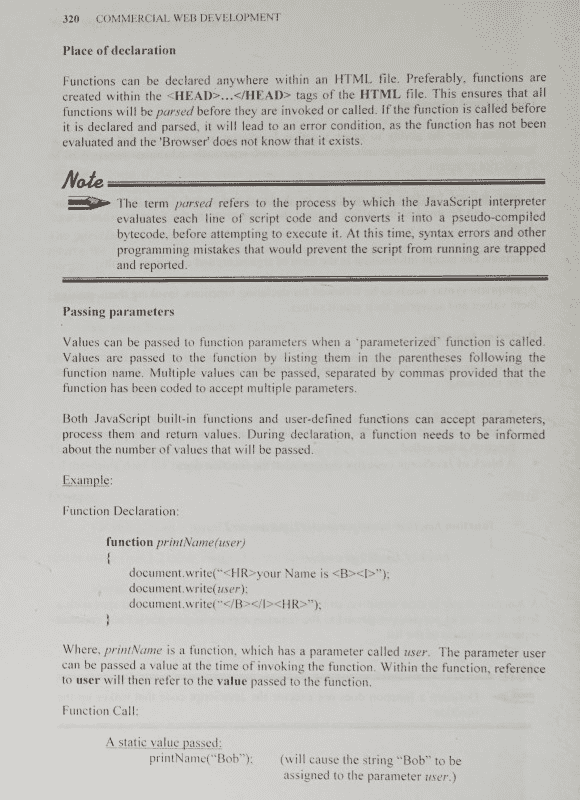 320 COMMERCIAL WEB DEVELOPMENT
Place of declaration
Functions can be declared anywhere within an HTML file. Preferably, functions are
created within the <HEAD>...</HEAD> tags of the HTML file. This ensures that all
functions will be parsed before they are invoked or called. If the function is called before
it is declared and parsed, it will lead to an error condition, as the function has not been
evaluated and the 'Browser' does not know that it exists.
Note
The term parsed refers to the process by which the JavaScript interpreter
evaluates each line of script code and converts it into a pseudo-compiled
bytecode, before attempting to execute it. At this time, syntax errors and other
programming mistakes that would prevent the script from running are trapped
and reported.
Passing parameters
Values can be passed to function parameters when a 'parameterized' function is called.
Values are passed to the function by listing them in the parentheses following the
function name. Multiple values can be passed, separated by commas provided that the
function has been coded to accept multiple parameters.
Both JavaScript built-in functions and user-defined functions can accept parameters,
process them and return values. During declaration, a function needs to be informed
about the number of values that will be passed.
Example:
Function Declaration:
function printName(user)
{
document.write("<HR>your Name is <B><I>");
document.write(user);
document.write("</B></I><HR>");
}
Where, printName is a function, which has a parameter called user. The parameter user
can be passed a value at the time of invoking the function. Within the function, reference
to user will then refer to the value passed to the function.
Function Call:
A static value passed:
printName("Bob"); (will cause the string "Bob" to be
assigned to the parameter user.)